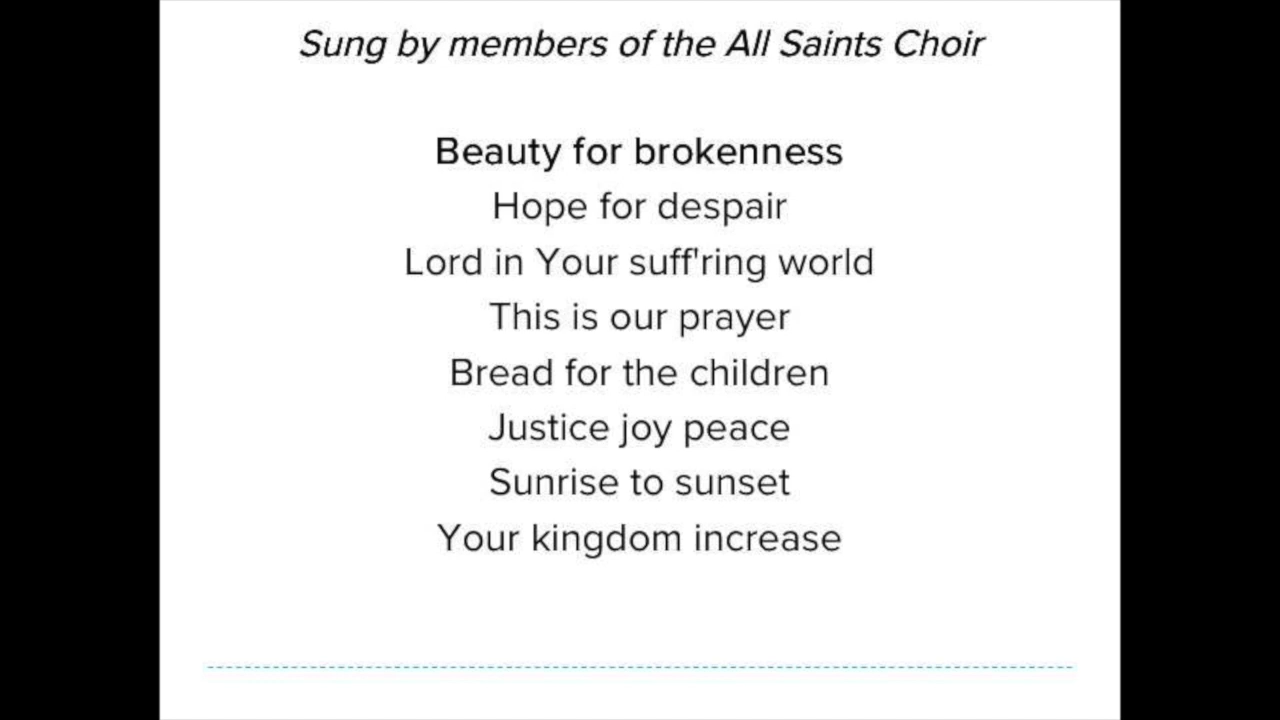 Sung by members of the All Saints Choir
Beauty for brokenness
Hope for despair
Lord in Your suff'ring world
This is our prayer
Bread for the children
Justice joy peace
Sunrise to sunset
Your kingdom increase